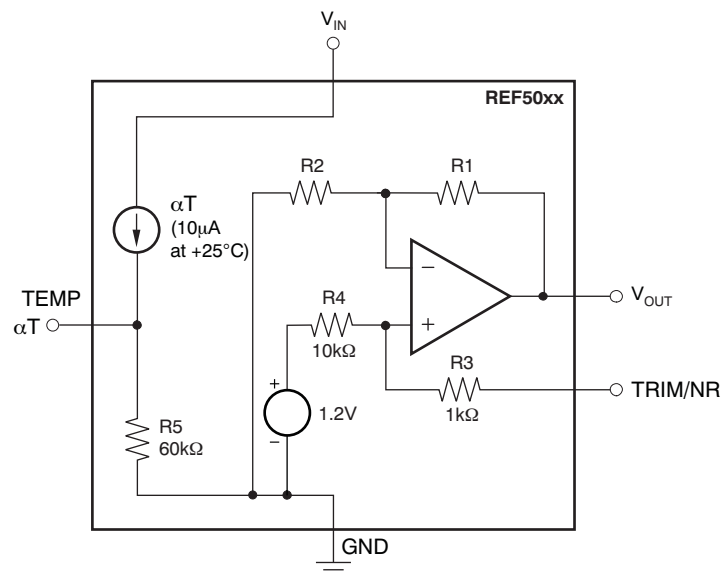 V_IN
REF50xx
R2
R1
αT
(10µA
at +25°C)
−
TEMP
αT
R4
+
V_OUT
10kΩ
R3
+
1.2V
TRIM/NR
1kΩ
R5
60kΩ
−
GND